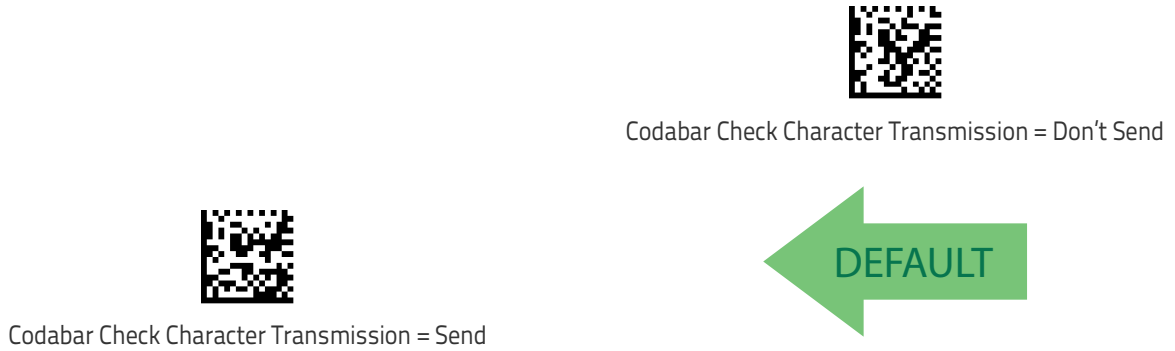 Codabar Check Character Transmission = Don't Send
DEFAULT
Codabar Check Character Transmission = Send